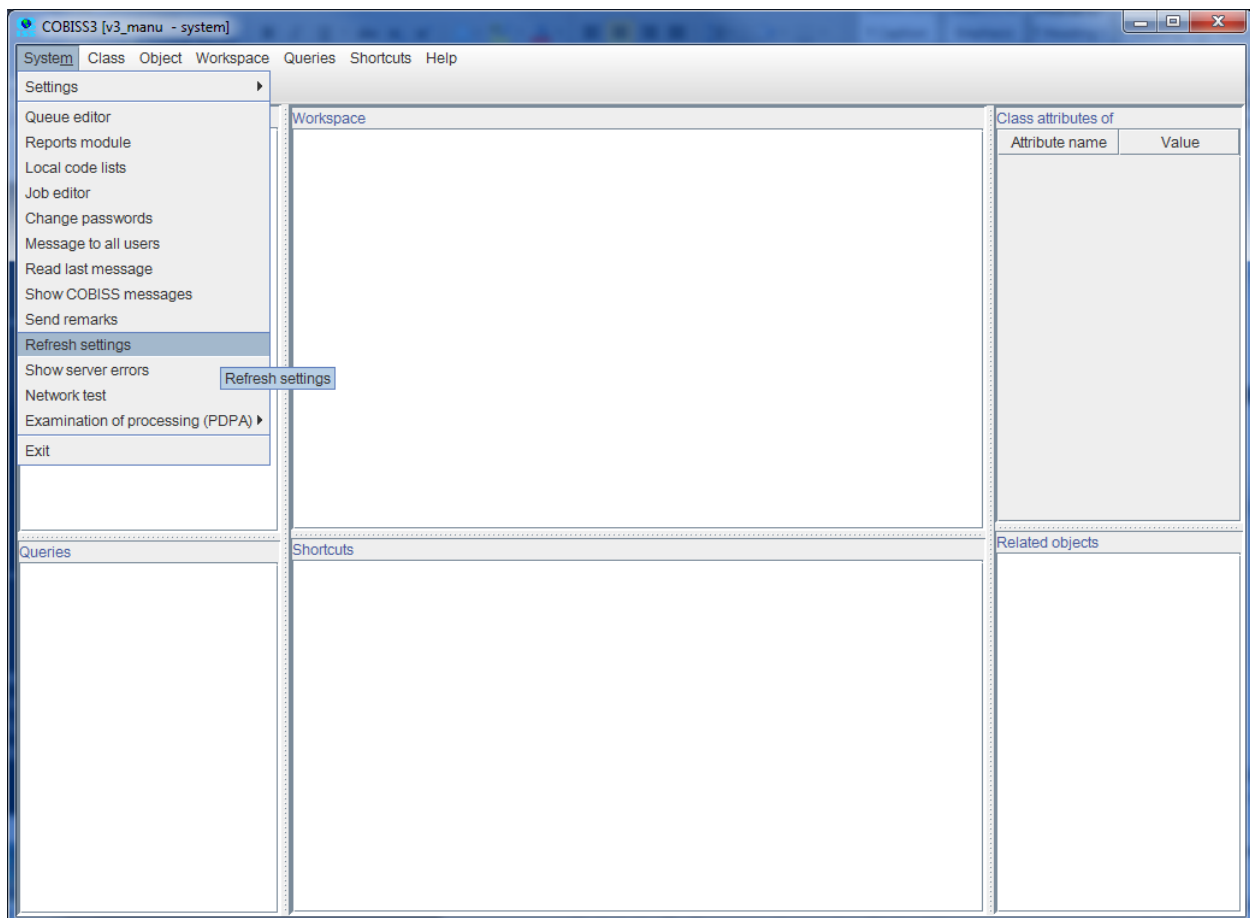 COBISS3 [v3_manu - system]
System Class Object Workspace Queries Shortcuts Help
Settings
Queue editor
Reports module
Local code lists
Job editor
Change passwords
Message to all users
Read last message
Show COBISS messages
Send remarks
Refresh settings
Show server errors
Refresh settings
Network test
Examination of processing (PDPA)
Exit
Workspace
Class attributes of
Attribute name Value
Queries
Shortcuts
Related objects